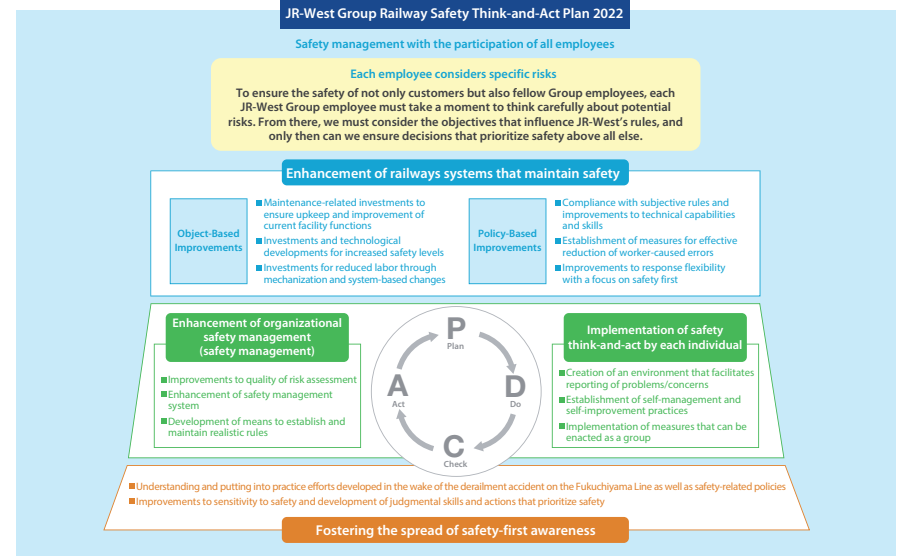 JR-West Group Railway Safety Think-and-Act Plan 2022
Safety management with the participation of all employees
Each employee considers specific risks
To ensure the safety of not only customers but also fellow Group employees, each
JR-West Group employee must take a moment to think carefully about potential
risks. From there, we must consider the objectives that influence JR-West's rules, and
only then can we ensure decisions that prioritize safety above all else.
Enhancement of railways systems that maintain safety
Object-Based
Improvements
■Maintenance-related investments to
ensure upkeep and improvement of
current facility functions
■Investments and technological
developments for increased safety levels
■Investments for reduced labor through
mechanization and system-based changes
Policy-Based
Improvements
■Compliance with subjective rules and
improvements to technical capabilities
and skills
■Establishment of measures for effective
reduction of worker-caused errors
■Improvements to response flexibility
with a focus on safety first
Enhancement of organizational
safety management
(safety management)
■Improvements to quality of risk assessment
■Enhancement of safety management
system
■Development of means to establish and
maintain realistic rules
P
Plan
D
Do
C
Check
A
Act
Implementation of safety
think-and-act by each individual
■Creation of an environment that facilitates
reporting of problems/concerns
■Establishment of self-management and
self-improvement practices
■Implementation of measures that can be
enacted as a group
■Understanding and putting into practice efforts developed in the wake of the derailment accident on the Fukuchiyama Line as well as safety-related policies
■Improvements to sensitivity to safety and development of judgmental skills and actions that prioritize safety
Fostering the spread of safety-first awareness